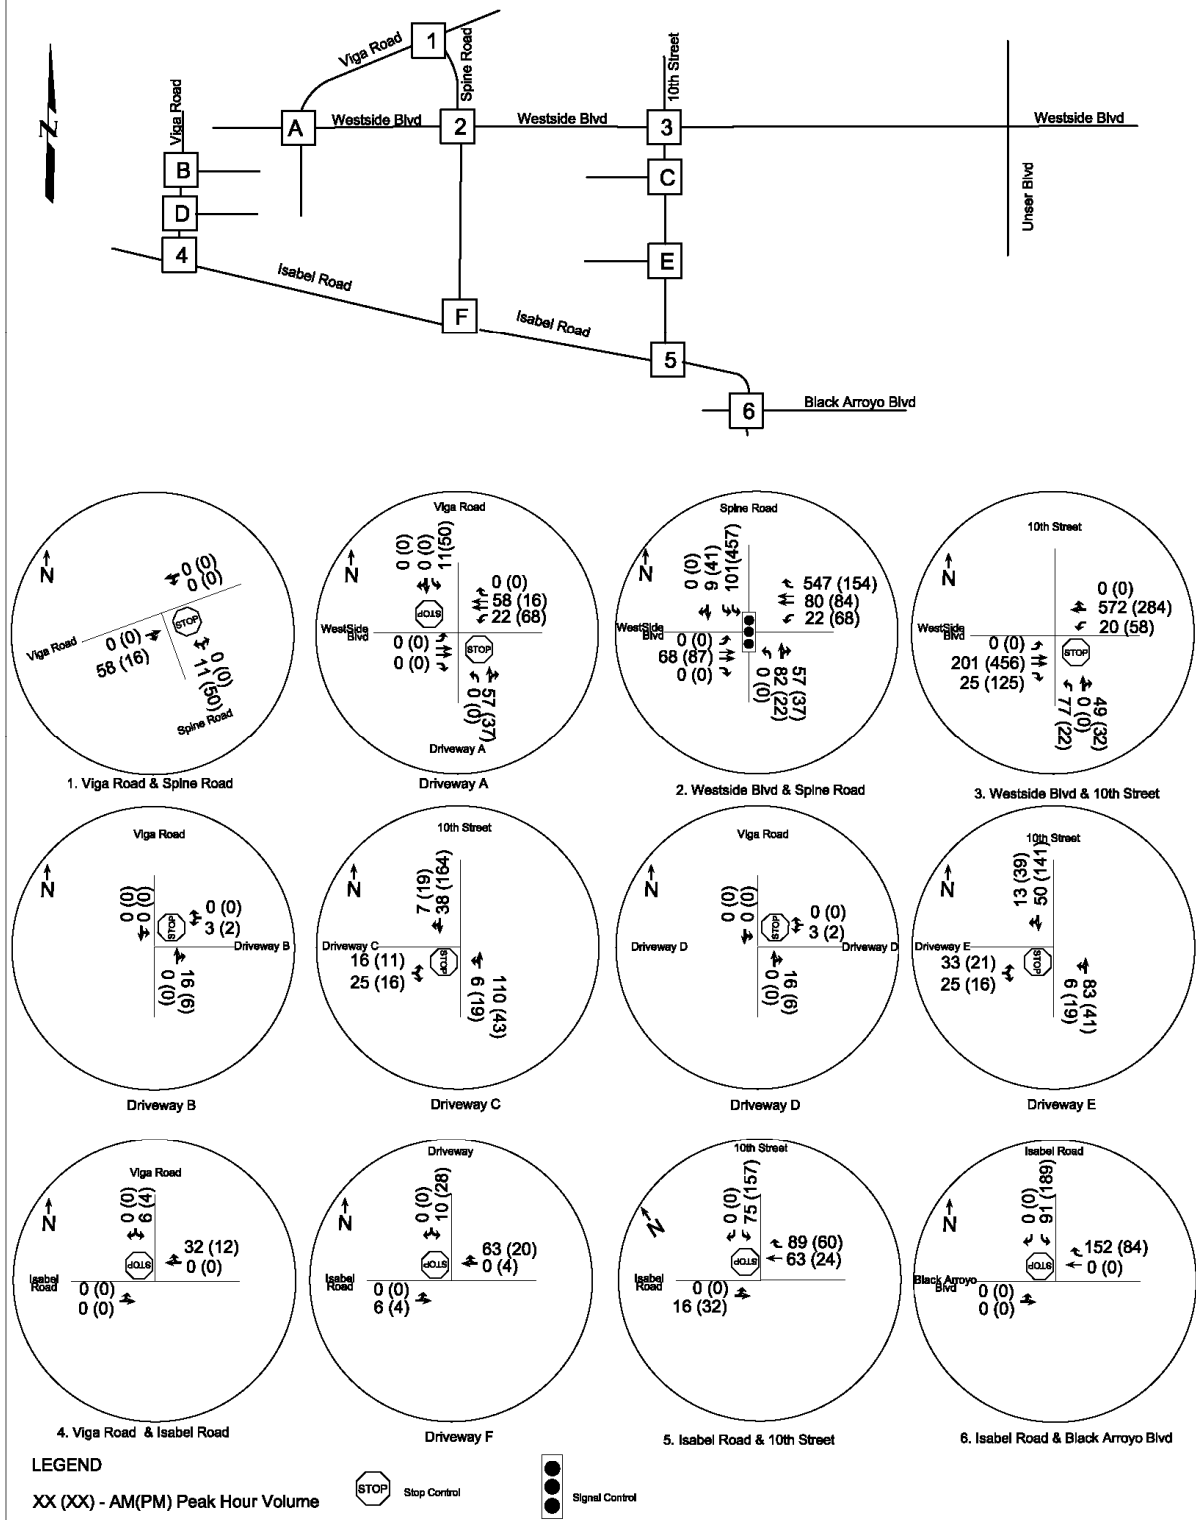 1
Viga Road
Spine Road
10th Street
Viga Road
A
Westside Blvd
2
Westside Blvd
3
Westside Blvd
B
C
Unser Blvd
D
4
E
Isabel Road
F
Isabel Road
5
6
Black Arroyo Blvd
N
N
0 (0)
0 (0)
STOP
Viga Road
0 (0)
58 (16)
0 (0)
11 (50)
Spine Road
1. Viga Road & Spine Road
Viga Road
N
0 (0)
0 (0)
11(50)
0 (0)
58 (16)
22 (68)
STOP
WestSide
Blvd
0 (0)
0 (0)
STOP
57 (37)
0 (0)
Driveway A
Driveway A
Spine Road
N
0 (0)
9 (41)
101(457)
547 (154)
80 (84)
22 (68)
WestSide
Blvd
0 (0)
68 (87)
0 (0)
57 (37)
82 (22)
0 (0)
2. Westside Blvd & Spine Road
10th Street
N
0 (0)
572 (284)
20 (58)
WestSide
Blvd
0 (0)
201 (456)
25 (125)
STOP
49 (32)
0 (0)
77 (22)
3. Westside Blvd & 10th Street
Viga Road
N
0 (0)
0 (0)
STOP
0 (0)
3 (2)
Driveway B
16 (6)
0 (0)
Driveway B
10th Street
N
7 (19)
38 (164)
Driveway C
16 (11)
25 (16)
STOP
110 (43)
6 (19)
Driveway C
Viga Road
N
0 (0)
0 (0)
STOP
0 (0)
3 (2)
Driveway D
Driveway D
16 (6)
0 (0)
Driveway D
10th Street
N
13 (39)
50 (141)
Driveway E
33 (21)
25 (16)
STOP
83 (41)
6 (19)
Driveway E
Viga Road
N
0 (0)
6 (4)
STOP
32 (12)
0 (0)
Isabel
Road
0 (0)
0 (0)
4. Viga Road & Isabel Road
Driveway
N
0 (0)
10 (28)
STOP
63 (20)
0 (4)
Isabel
Road
0 (0)
6 (4)
Driveway F
10th Street
N
0 (0)
75 (157)
STOP
89 (60)
63 (24)
Isabel
Road
0 (0)
16 (32)
5. Isabel Road & 10th Street
Isabel Road
N
0 (0)
91 (189)
STOP
152 (84)
0 (0)
Black Arroyo
Blvd
0 (0)
0 (0)
6. Isabel Road & Black Arroyo Blvd
LEGEND
XX (XX) - AM(PM) Peak Hour Volume
STOP
Stop Control
Signal Control